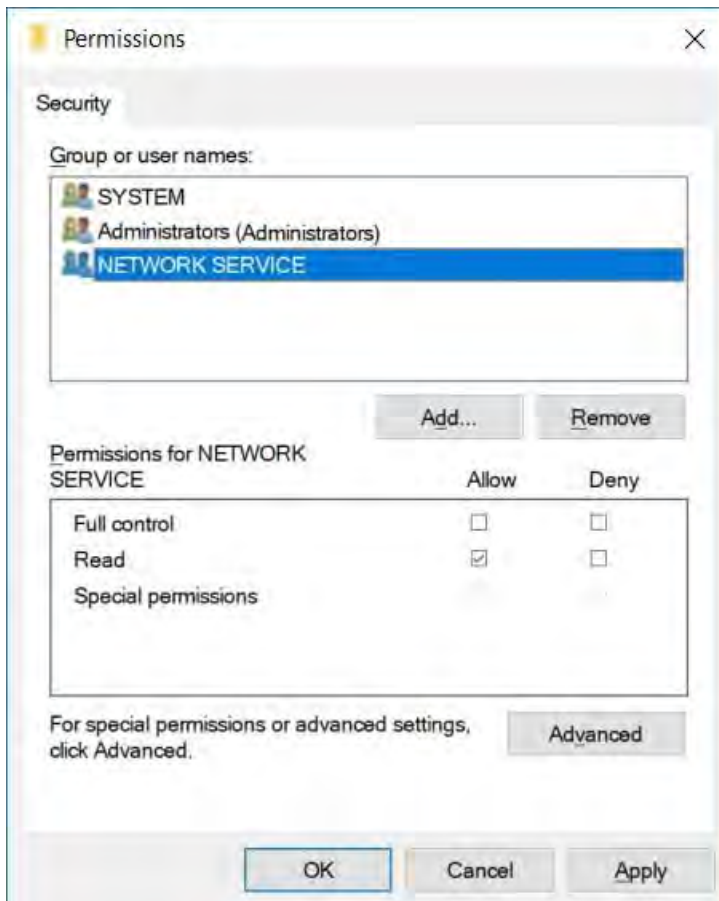 Permissions
Security
Group or user names:
SYSTEM
Administrators (Administrators)
NETWORK SERVICE
Add...
Remove
Permissions for NETWORK
SERVICE
Allow
Deny
Full control
Read
Special permissions
For special permissions or advanced settings,
click Advanced.
Advanced
OK
Cancel
Apply